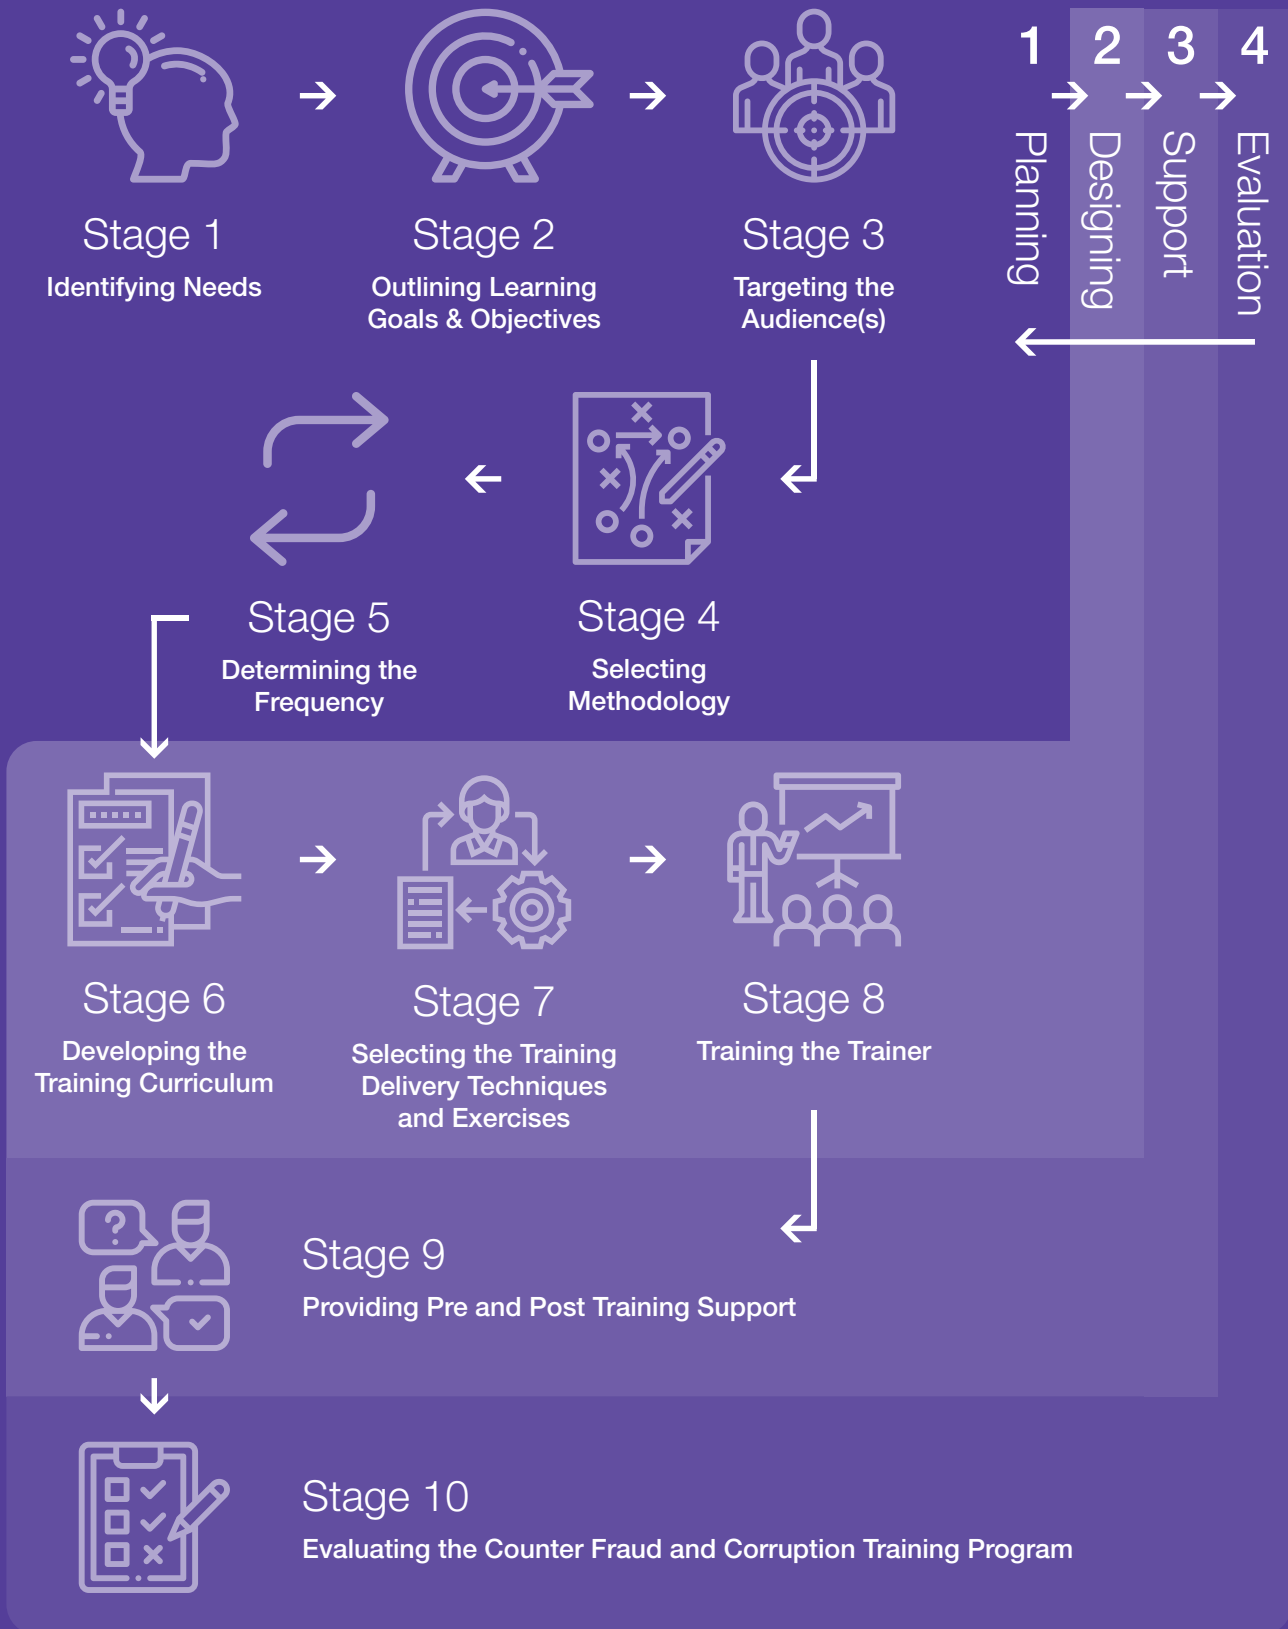 1
2
3
4
Planning
Designing
Support
Evaluation
Stage 1
Identifying Needs
Stage 2
Outlining Learning
Goals & Objectives
Stage 3
Targeting the
Audience(s)
Stage 5
Determining the
Frequency
Stage 4
Selecting
Methodology
Stage 6
Developing the
Training Curriculum
Stage 7
Selecting the Training
Delivery Techniques
and Exercises
Stage 8
Training the Trainer
?
Stage 9
Providing Pre and Post Training Support
Stage 10
Evaluating the Counter Fraud and Corruption Training Program